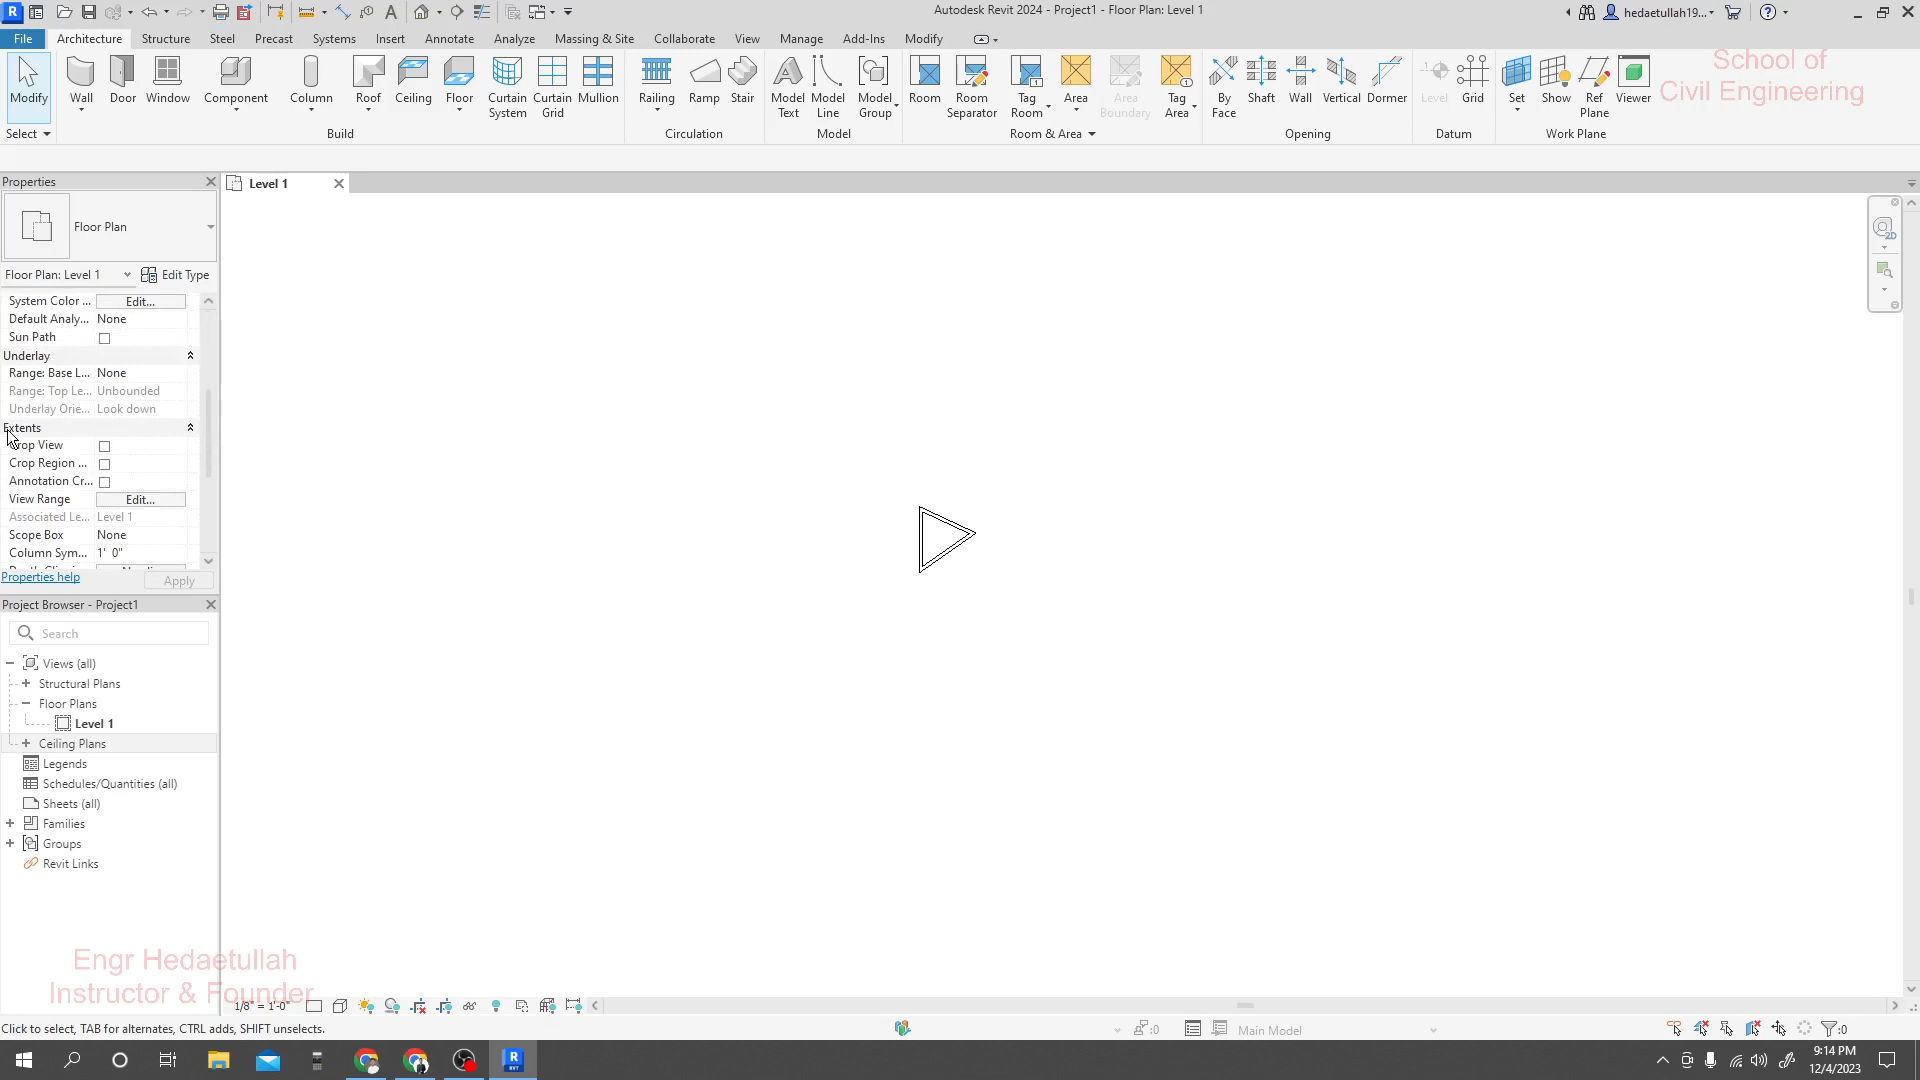 Autodesk Revit 2024 - Project1 - Floor Plan: Level 1
hedaetullah19...
File Architecture Structure Steel Precast Systems Insert Annotate Analyze Massing & Site Collaborate View Manage Add-Ins Modify
School of
Civil Engineering
Modify Wall Door Window Component Column Roof Ceiling Floor Curtain System Curtain Grid Mullion Railing Ramp Stair Model Text Model Line Model Group Room Room Separator Tag Room Area Area Boundary Tag Area By Face Shaft Wall Vertical Dormer Level Grid Set Show Ref Plane Viewer
Select Build Circulation Model Room & Area Opening Datum Work Plane
Properties
Level 1
Floor Plan
Floor Plan: Level 1 Edit Type
System Color ... Edit...
Default Analy... None
Sun Path
Underlay
Range: Base L... None
Range: Top Le... Unbounded
Underlay Orie... Look down
Extents
Crop View
Crop Region ...
Annotation Cr...
View Range Edit...
Associated Le... Level 1
Scope Box None
Column Sym... 1' 0"
Properties help Apply
Project Browser - Project1
Search
Views (all)
Structural Plans
Floor Plans
Level 1
Ceiling Plans
Legends
Schedules/Quantities (all)
Sheets (all)
Families
Groups
Revit Links
Engr Hedaetullah
Instructor & Founder
1/8" = 1'-0"
Click to select, TAB for alternates, CTRL adds, SHIFT unselects.
:0
Main Model
:0
9:14 PM
12/4/2023